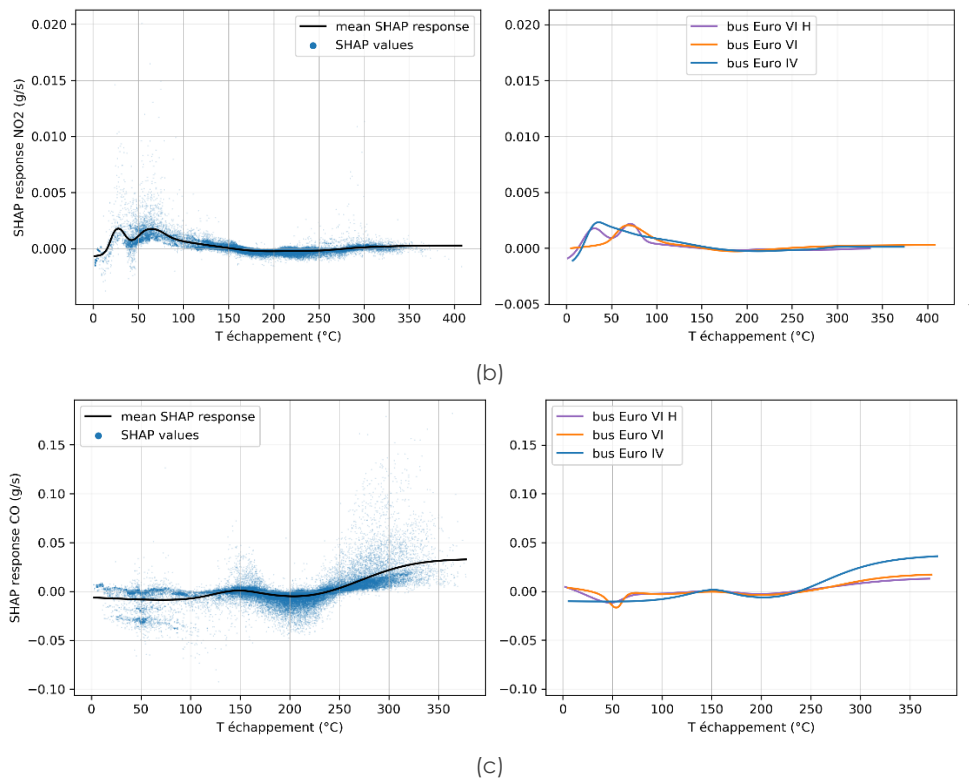 mean SHAP response
SHAP values
SHAP response NO2 (g/s)
0.020
0.015
0.010
0.005
0.000
0 50 100 150 200 250 300 350 400
T échappement (°C)
bus Euro VI H
bus Euro VI
bus Euro IV
0.020
0.015
0.010
0.005
0.000
−0.005
0 50 100 150 200 250 300 350 400
T échappement (°C)
(b)
mean SHAP response
SHAP values
SHAP response CO (g/s)
0.15
0.10
0.05
0.00
−0.05
−0.10
0 50 100 150 200 250 300 350
T échappement (°C)
bus Euro VI H
bus Euro VI
bus Euro IV
0.15
0.10
0.05
0.00
−0.05
−0.10
0 50 100 150 200 250 300 350
T échappement (°C)
(c)